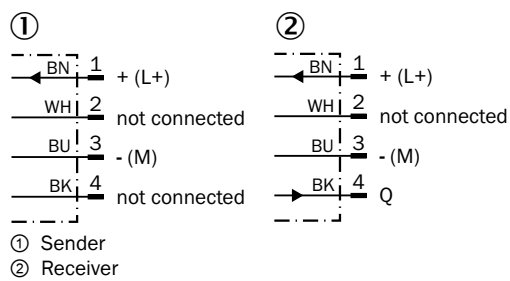 ① ②
BN 1 + (L+) BN 1 + (L+)
WH 2 not connected WH 2 not connected
BU 3 - (M) BU 3 - (M)
BK 4 not connected BK 4 Q
① Sender
② Receiver